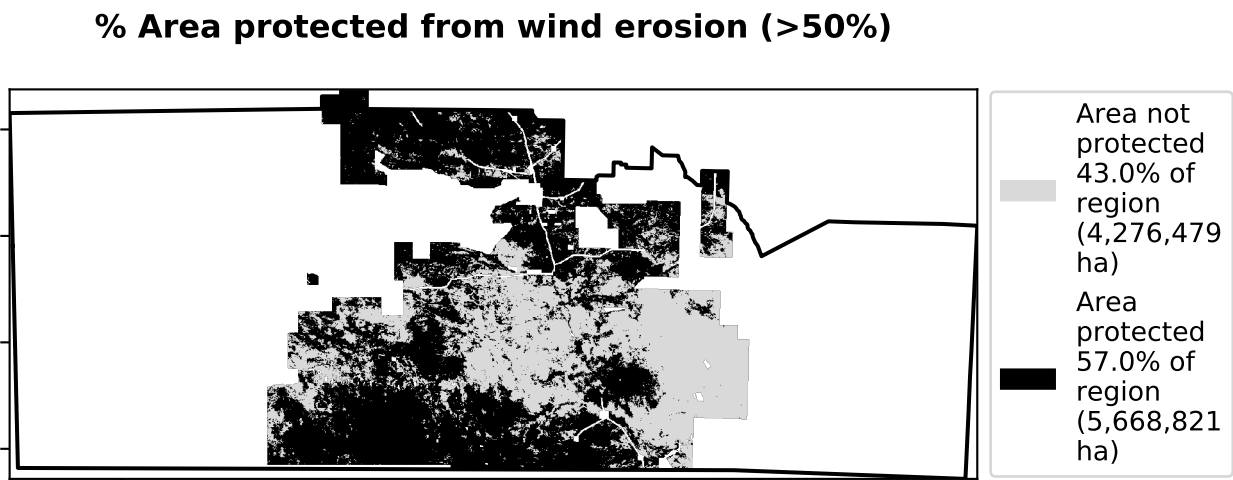 % Area protected from wind erosion (>50%)
Area not
protected
43.0% of
region
(4,276,479
ha)
Area
protected
57.0% of
region
(5,668,821
ha)